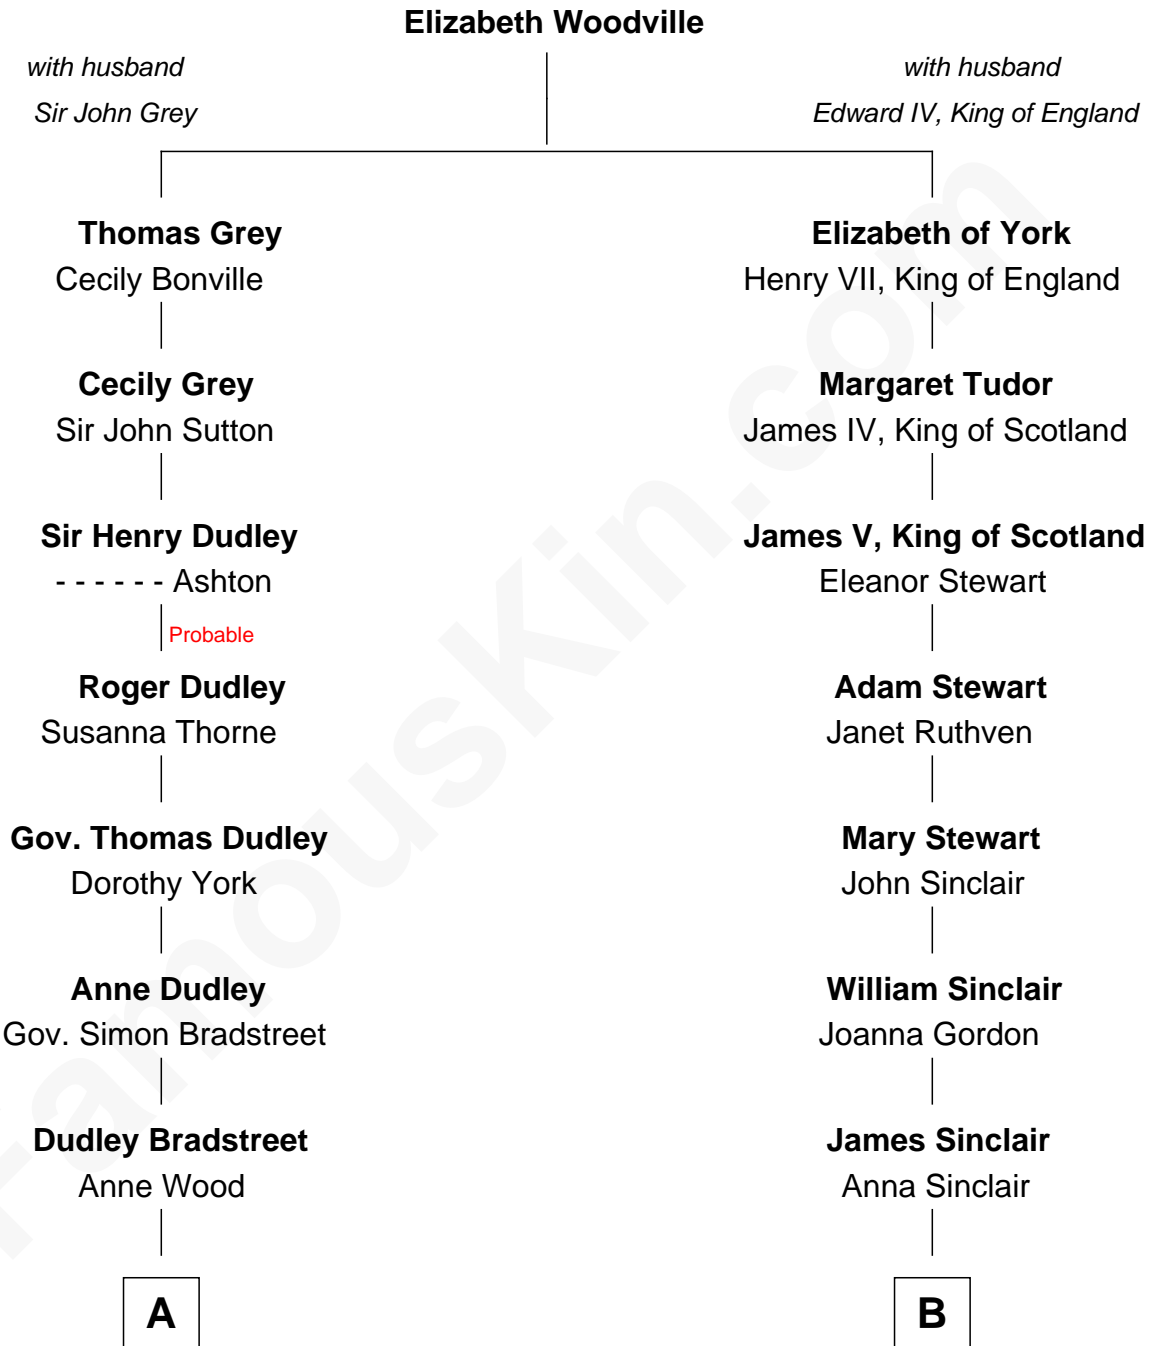 Elizabeth Woodville
with husband
Sir John Grey
with husband
Edward IV, King of England
Thomas Grey
Cecily Bonville
Elizabeth of York
Henry VII, King of England
Cecily Grey
Sir John Sutton
Margaret Tudor
James IV, King of Scotland
Sir Henry Dudley
- - - - - - Ashton
James V, King of Scotland
Eleanor Stewart
Probable
Roger Dudley
Susanna Thorne
Adam Stewart
Janet Ruthven
Gov. Thomas Dudley
Dorothy York
Mary Stewart
John Sinclair
Anne Dudley
Gov. Simon Bradstreet
William Sinclair
Joanna Gordon
Dudley Bradstreet
Anne Wood
James Sinclair
Anna Sinclair
A
B
FamousKin.com